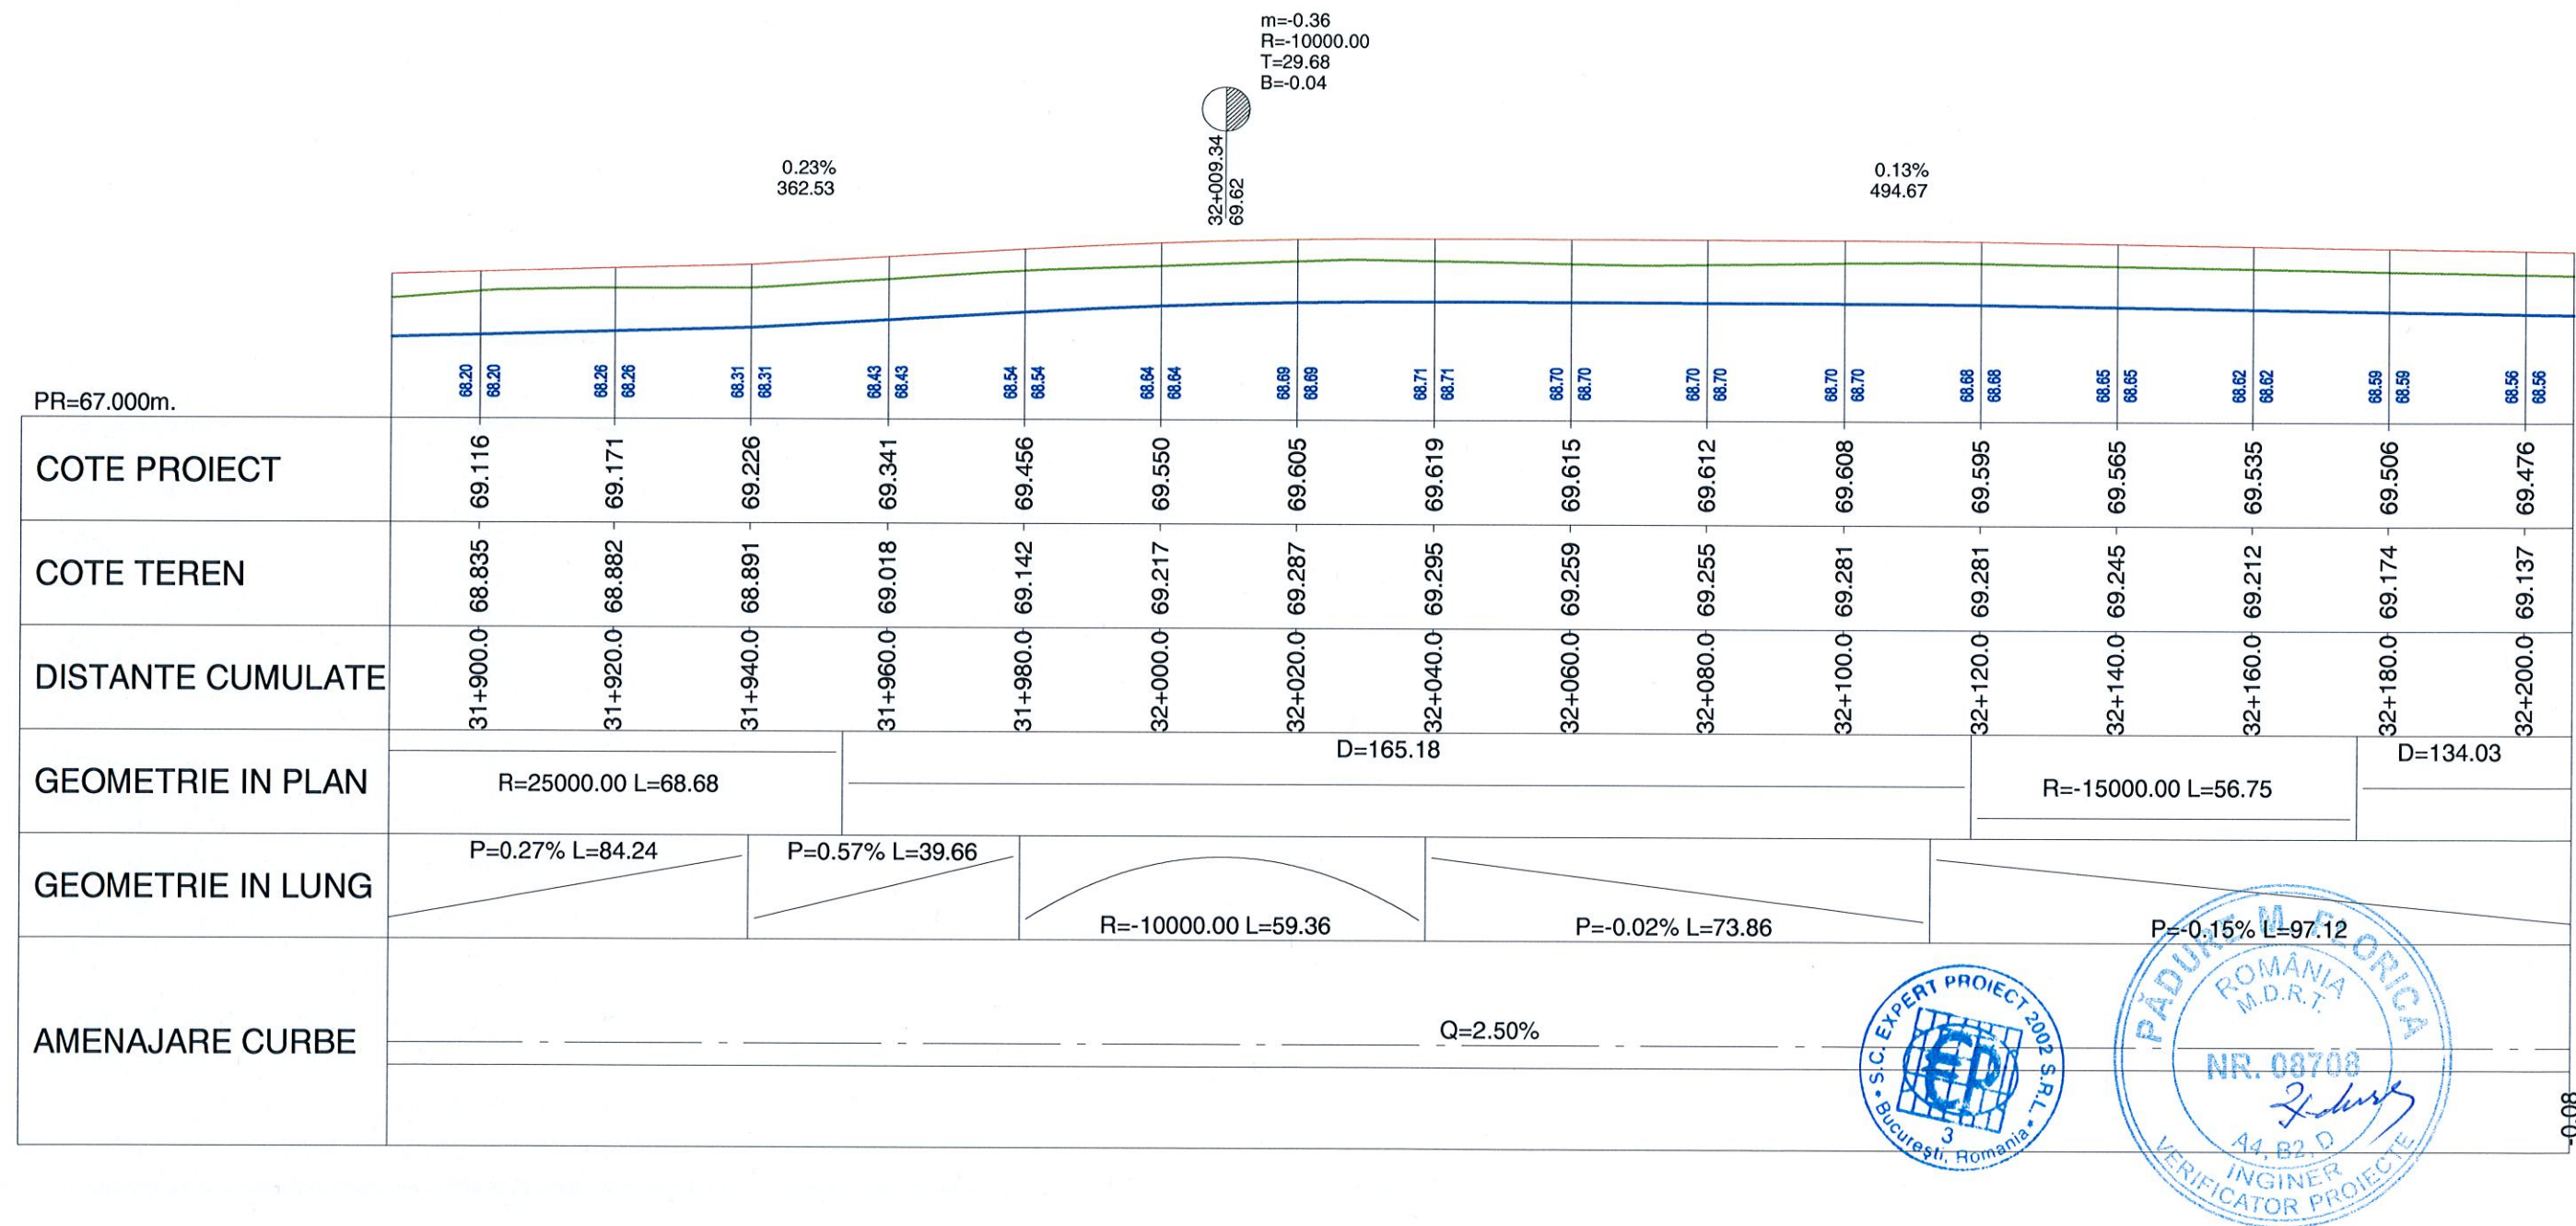 m=-0.36
R=-10000.00
T=29.68
B=-0.04
32+009.34
69.62
0.23%
362.53
0.13%
494.67
68.20 68.20 68.26 68.26 68.31 68.31 68.43 68.43 68.54 68.54 68.64 68.64 68.69 68.69 68.71 68.71 68.70 68.70 68.70 68.70 68.70 68.70 68.68 68.68 68.65 68.65 68.62 68.62 68.59 68.59 68.56 68.56
PR=67.000m.
COTE PROIECT 69.116 69.171 69.226 69.341 69.456 69.550 69.605 69.619 69.615 69.612 69.608 69.595 69.565 69.535 69.506 69.476
COTE TEREN 68.835 68.882 68.891 69.018 69.142 69.217 69.287 69.295 69.259 69.255 69.281 69.281 69.245 69.212 69.174 69.137
DISTANTE CUMULATE 31+900.0 31+920.0 31+940.0 31+960.0 31+980.0 32+000.0 32+020.0 32+040.0 32+060.0 32+080.0 32+100.0 32+120.0 32+140.0 32+160.0 32+180.0 32+200.0
GEOMETRIE IN PLAN R=25000.00 L=68.68 D=165.18 R=-15000.00 L=56.75 D=134.03
GEOMETRIE IN LUNG P=0.27% L=84.24 P=0.57% L=39.66 R=-10000.00 L=59.36 P=-0.02% L=73.86 P=-0.15% L=97.12
AMENAJARE CURBE Q=2.50%
-0.08
S.C. EXPERT PROIECT 2002 S.R.L.
EP
3
București, Romania
PĂDURE M. FLORICA
ROMÂNIA
M.D.R.T.
NR. 08708
A4, B2, D
INGINER
VERIFICATOR PROIECTE